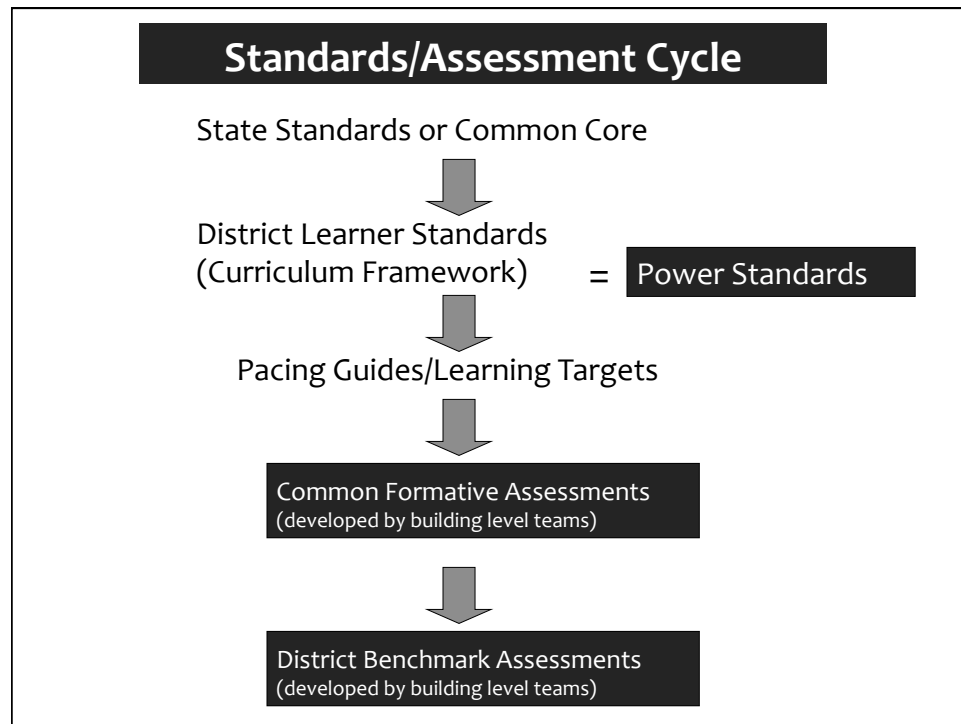 Standards/Assessment Cycle
State Standards or Common Core
District Learner Standards
(Curriculum Framework)
= Power Standards
Pacing Guides/Learning Targets
Common Formative Assessments
(developed by building level teams)
District Benchmark Assessments
(developed by building level teams)